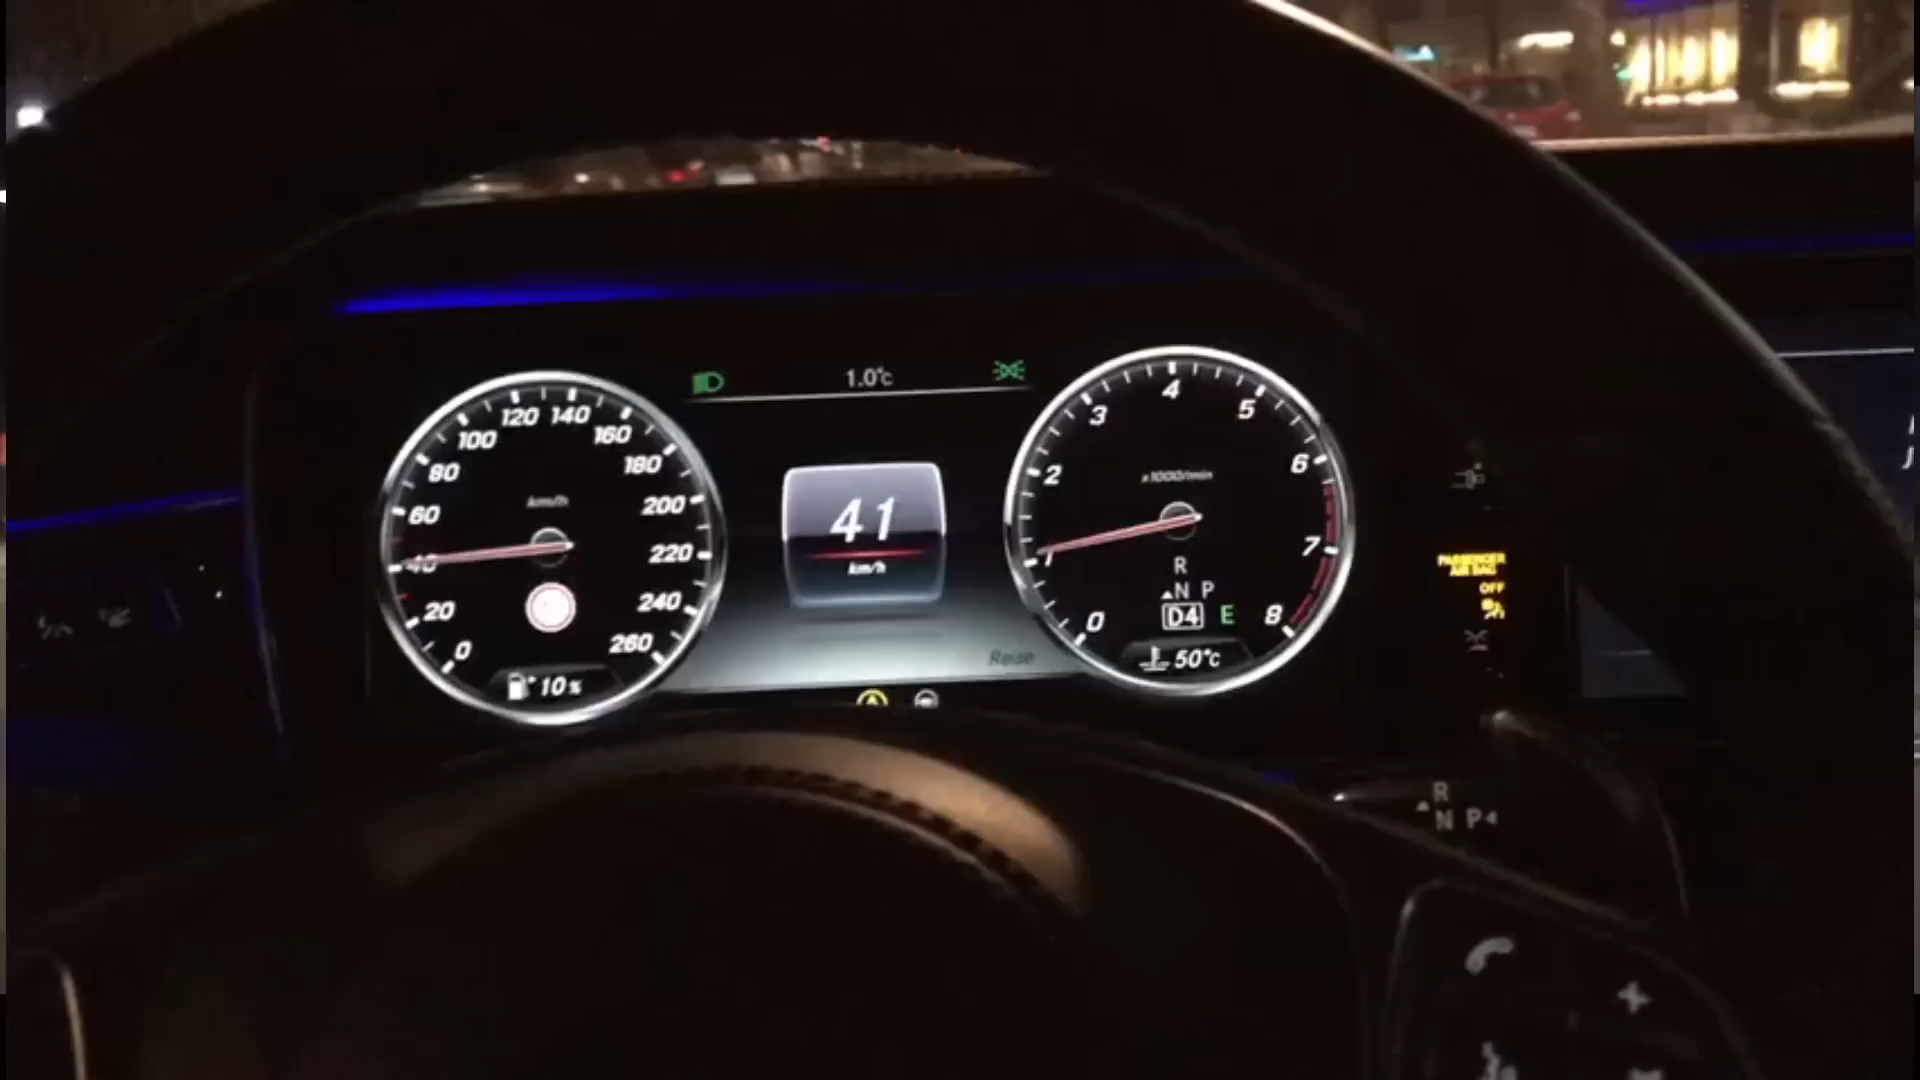 1.0°c
120 140
100 160
80 180
60 200
40 220
20 240
0 260
km/h
10 %
41
km/h
Reise
4
3 5
2 6
1 7
0 8
x1000/min
R
N P
D4 E
50°c
PASSENGER
AIR BAG
OFF
R
N P